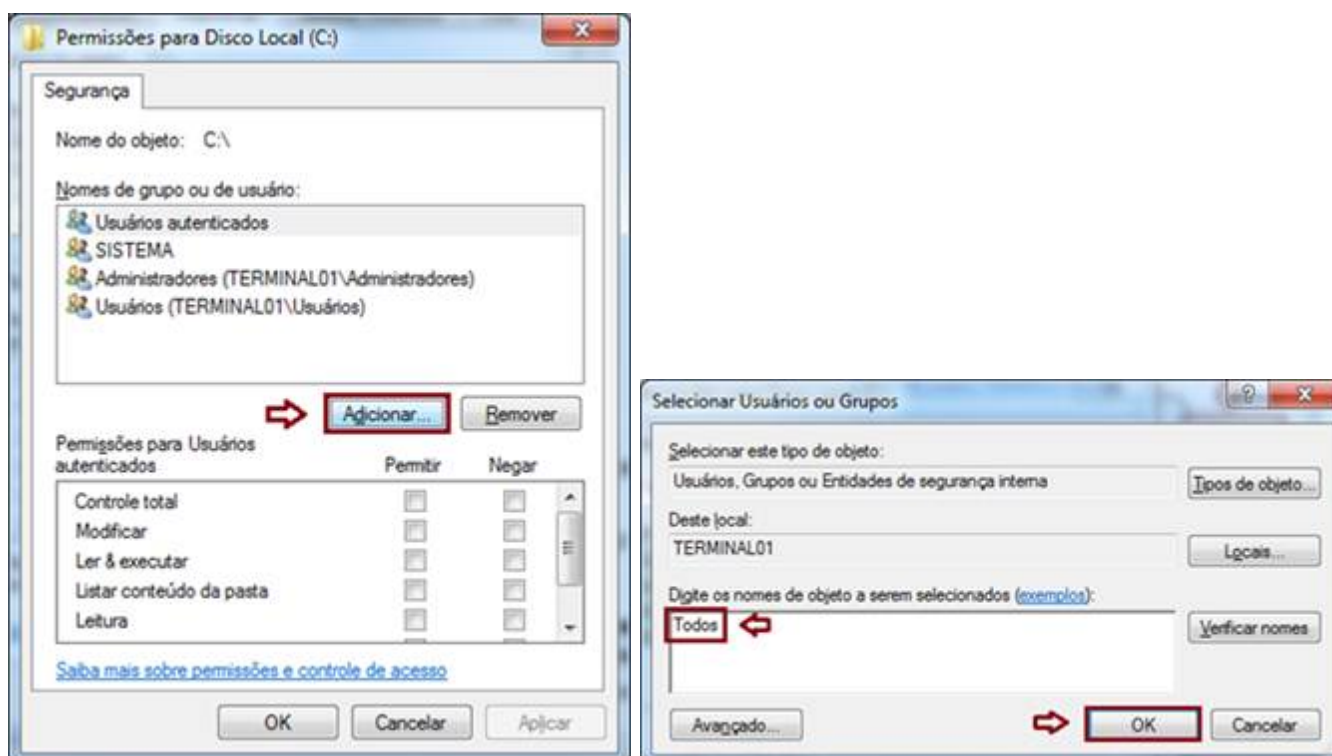 Permissões para Disco Local (C:)
Segurança
Nome do objeto: C:\
Nomes de grupo ou de usuário:
Usuários autenticados
SISTEMA
Administradores (TERMINAL01\Administradores)
Usuários (TERMINAL01\Usuários)
Adicionar... Remover
Permissões para Usuários
autenticados Permitir Negar
Controle total
Modificar
Ler & executar
Listar conteúdo da pasta
Leitura
Saiba mais sobre permissões e controle de acesso
OK Cancelar Aplicar
Selecionar Usuários ou Grupos
Selecionar este tipo de objeto:
Usuários, Grupos ou Entidades de segurança interna Tipos de objeto...
Deste local:
TERMINAL01 Locais...
Digite os nomes de objeto a serem selecionados (exemplos):
Todos Verificar nomes
Avançado... OK Cancelar